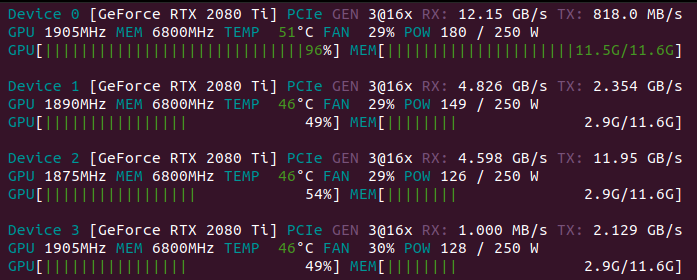 Device 0 [GeForce RTX 2080 Ti] PCIe GEN 3@16x RX: 12.15 GB/s TX: 818.0 MB/s
GPU 1905MHz MEM 6800MHz TEMP 51°C FAN 29% POW 180 / 250 W
GPU[||||||||||||||||||||||||||||||96%] MEM[||||||||||||||||||||||11.5G/11.6G]
Device 1 [GeForce RTX 2080 Ti] PCIe GEN 3@16x RX: 4.826 GB/s TX: 2.354 GB/s
GPU 1890MHz MEM 6800MHz TEMP 46°C FAN 29% POW 149 / 250 W
GPU[||||||||||||||||| 49%] MEM[|||||||| 2.9G/11.6G]
Device 2 [GeForce RTX 2080 Ti] PCIe GEN 3@16x RX: 4.598 GB/s TX: 11.95 GB/s
GPU 1875MHz MEM 6800MHz TEMP 46°C FAN 29% POW 126 / 250 W
GPU[|||||||||||||||||| 54%] MEM[|||||||| 2.9G/11.6G]
Device 3 [GeForce RTX 2080 Ti] PCIe GEN 3@16x RX: 1.000 MB/s TX: 2.129 GB/s
GPU 1905MHz MEM 6800MHz TEMP 46°C FAN 30% POW 128 / 250 W
GPU[||||||||||||||||| 49%] MEM[|||||||| 2.9G/11.6G]